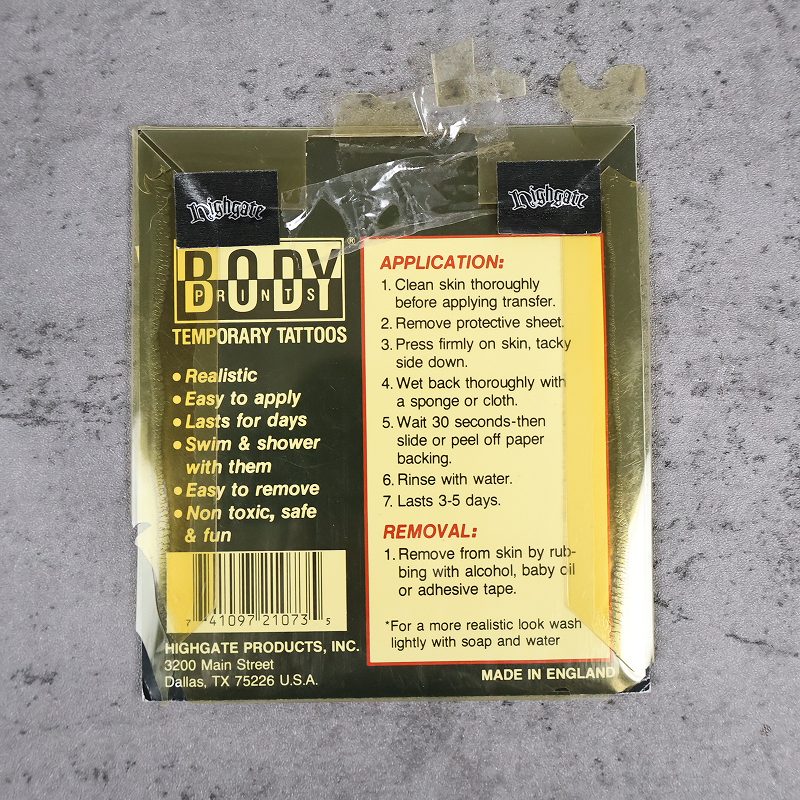 highgate
highgate
BODY®
PRINTS
TEMPORARY TATTOOS
• Realistic
• Easy to apply
• Lasts for days
• Swim & shower
with them
• Easy to remove
• Non toxic, safe
& fun
7 41097 21073 5
HIGHGATE PRODUCTS, INC.
3200 Main Street
Dallas, TX 75226 U.S.A.
APPLICATION:
1. Clean skin thoroughly
before applying transfer.
2. Remove protective sheet.
3. Press firmly on skin, tacky
side down.
4. Wet back thoroughly with
a sponge or cloth.
5. Wait 30 seconds-then
slide or peel off paper
backing.
6. Rinse with water.
7. Lasts 3-5 days.
REMOVAL:
1. Remove from skin by rub-
bing with alcohol, baby oil
or adhesive tape.
*For a more realistic look wash
lightly with soap and water
MADE IN ENGLAND